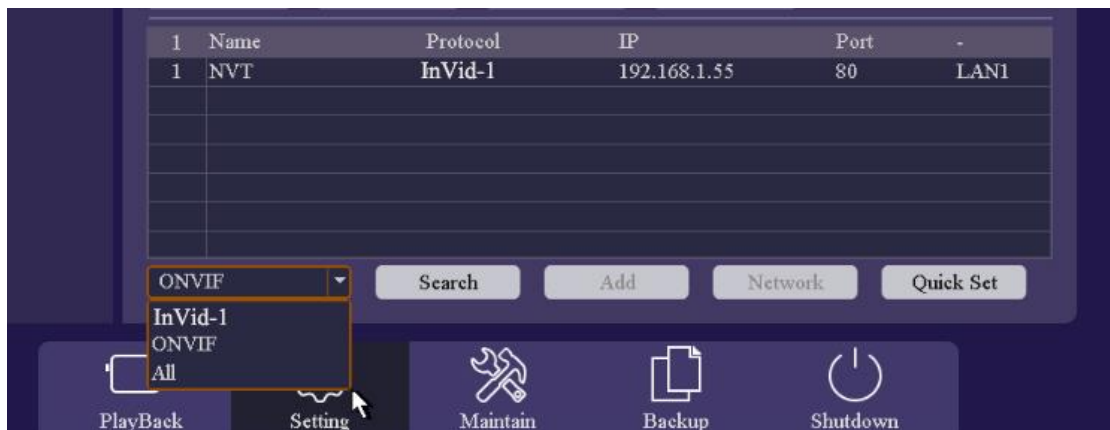 1 Name Protocol IP Port -
1 NVT InVid-1 192.168.1.55 80 LAN1
ONVIF Search Add Network Quick Set
InVid-1
ONVIF
All
PlayBack Setting Maintain Backup Shutdown